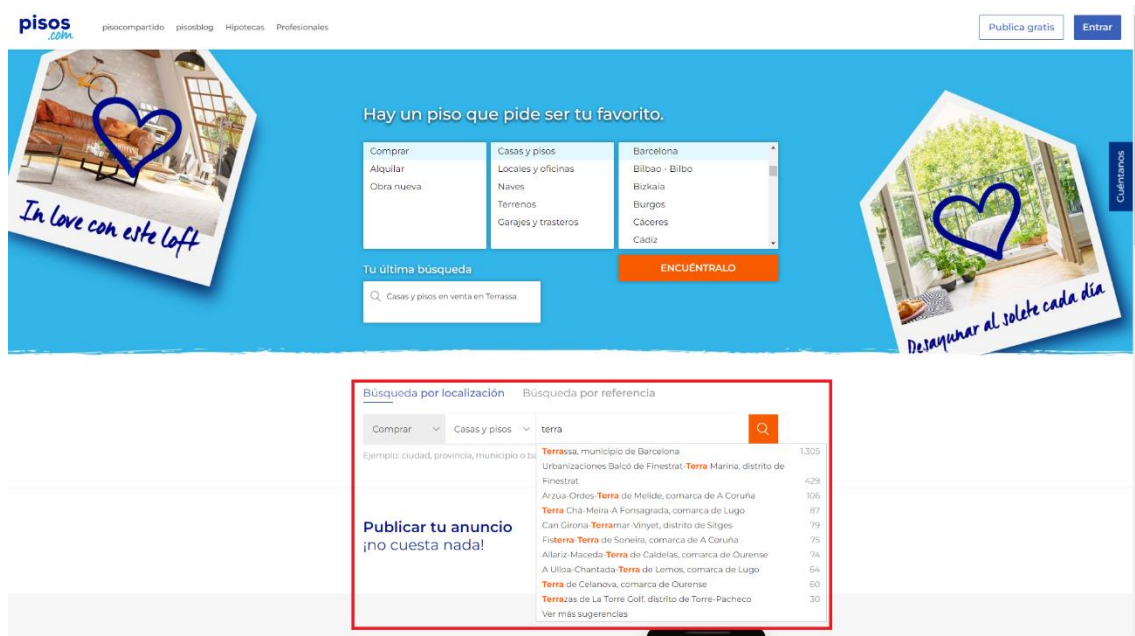 pisos
.com
pisocompartido pisosblog Hipotecas Profesionales
Publica gratis
Entrar
Hay un piso que pide ser tu favorito.
Comprar
Alquilar
Obra nueva
Casas y pisos
Locales y oficinas
Naves
Terrenos
Garajes y trasteros
Barcelona
Bilbao - Bilbo
Bizkaia
Burgos
Cáceres
Cádiz
Cuéntanos
In love con este loft
Tu última búsqueda
ENCUÉNTRALO
Casas y pisos en venta en Terrassa
Desayunar al solete cada día
Búsqueda por localización Búsqueda por referencia
Comprar Casas y pisos terra
Ejemplo: ciudad, provincia, municipio o ba
Terrassa, municipio de Barcelona 1.305
Urbanizaciones Balcó de Finestrat-Terra Marina, distrito de
Finestrat 429
Arzúa-Ordes-Terra de Melide, comarca de A Coruña 106
Terra Chá-Meira-A Fonsagrada, comarca de Lugo 87
Can Girona-Terramar-Vinyet, distrito de Sitges 79
Fisterra-Terra de Soneira, comarca de A Coruña 75
Allariz-Maceda-Terra de Caldelas, comarca de Ourense 74
A Ulloa-Chantada-Terra de Lemos, comarca de Lugo 64
Terra de Celanova, comarca de Ourense 60
Terrazas de La Torre Golf, distrito de Torre-Pacheco 30
Ver más sugerencias
Publicar tu anuncio
¡no cuesta nada!